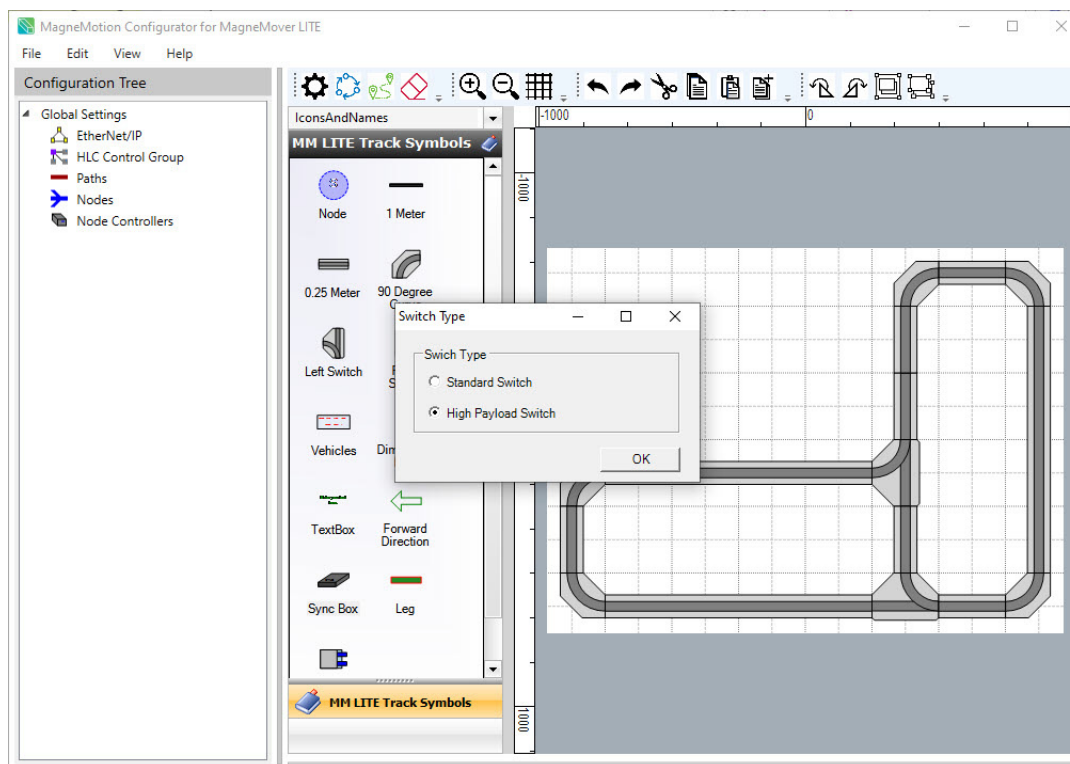 MagneMotion Configurator for MagneMover LITE
File Edit View Help
Configuration Tree
Global Settings
EtherNet/IP
HLC Control Group
Paths
Nodes
Node Controllers
IconsAndNames
MM LITE Track Symbols
Node
1 Meter
0.25 Meter
90 Degree
Left Switch
Vehicles
TextBox
Forward
Direction
Sync Box
Leg
MM LITE Track Symbols
-1000
0
-1000
1000
Switch Type
Swich Type
Standard Switch
High Payload Switch
OK